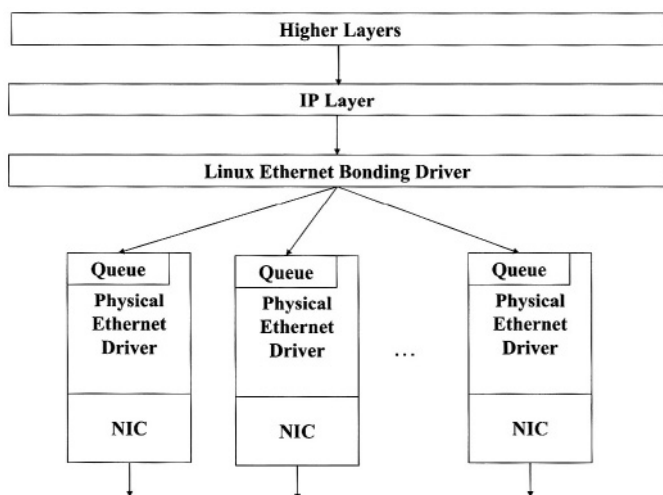 Higher Layers
IP Layer
Linux Ethernet Bonding Driver
Queue
Physical
Ethernet
Driver
NIC
Queue
Physical
Ethernet
Driver
NIC
...
Queue
Physical
Ethernet
Driver
NIC